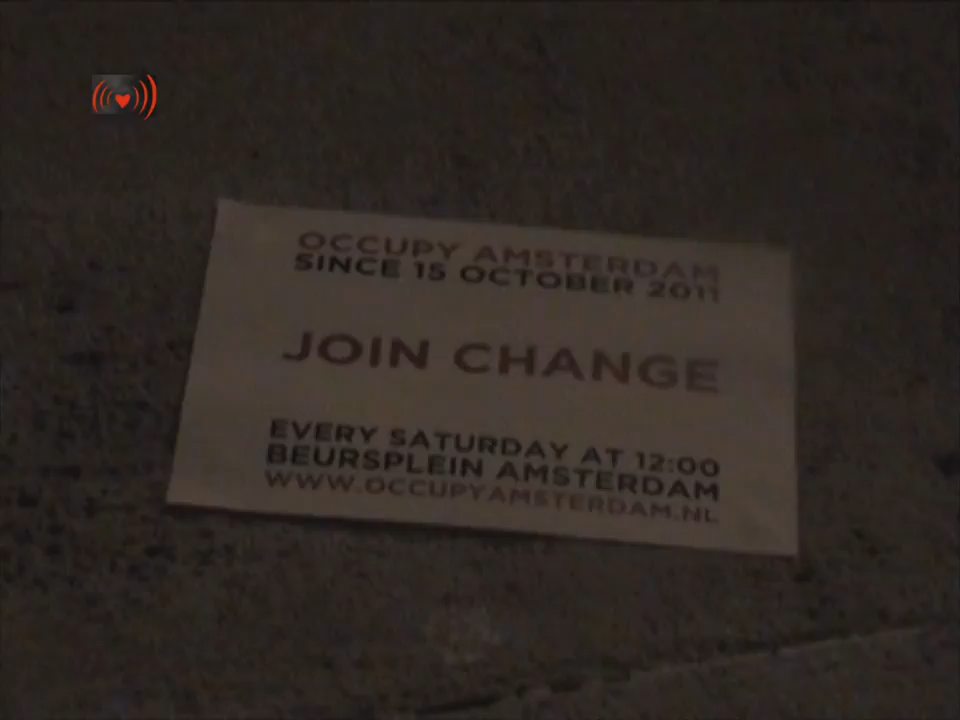 OCCUPY AMSTERDAM
SINCE 15 OCTOBER 2011
JOIN CHANGE
EVERY SATURDAY AT 12:00
BEURSPLEIN AMSTERDAM
WWW.OCCUPYAMSTERDAM.NL